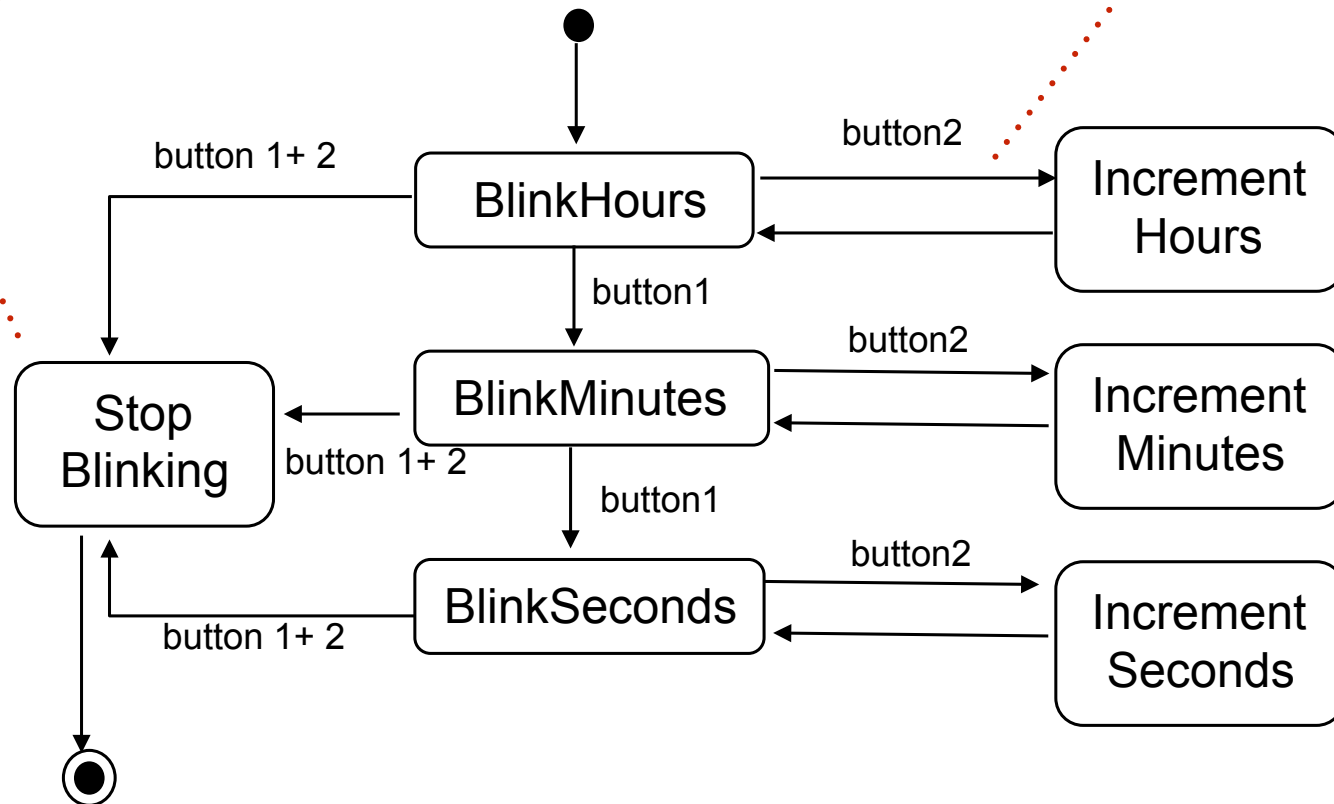 button2
button 1+ 2
BlinkHours
Increment
Hours
button1
button2
BlinkMinutes
Increment
Minutes
Stop
Blinking
button 1+ 2
button1
button2
BlinkSeconds
Increment
Seconds
button 1+ 2